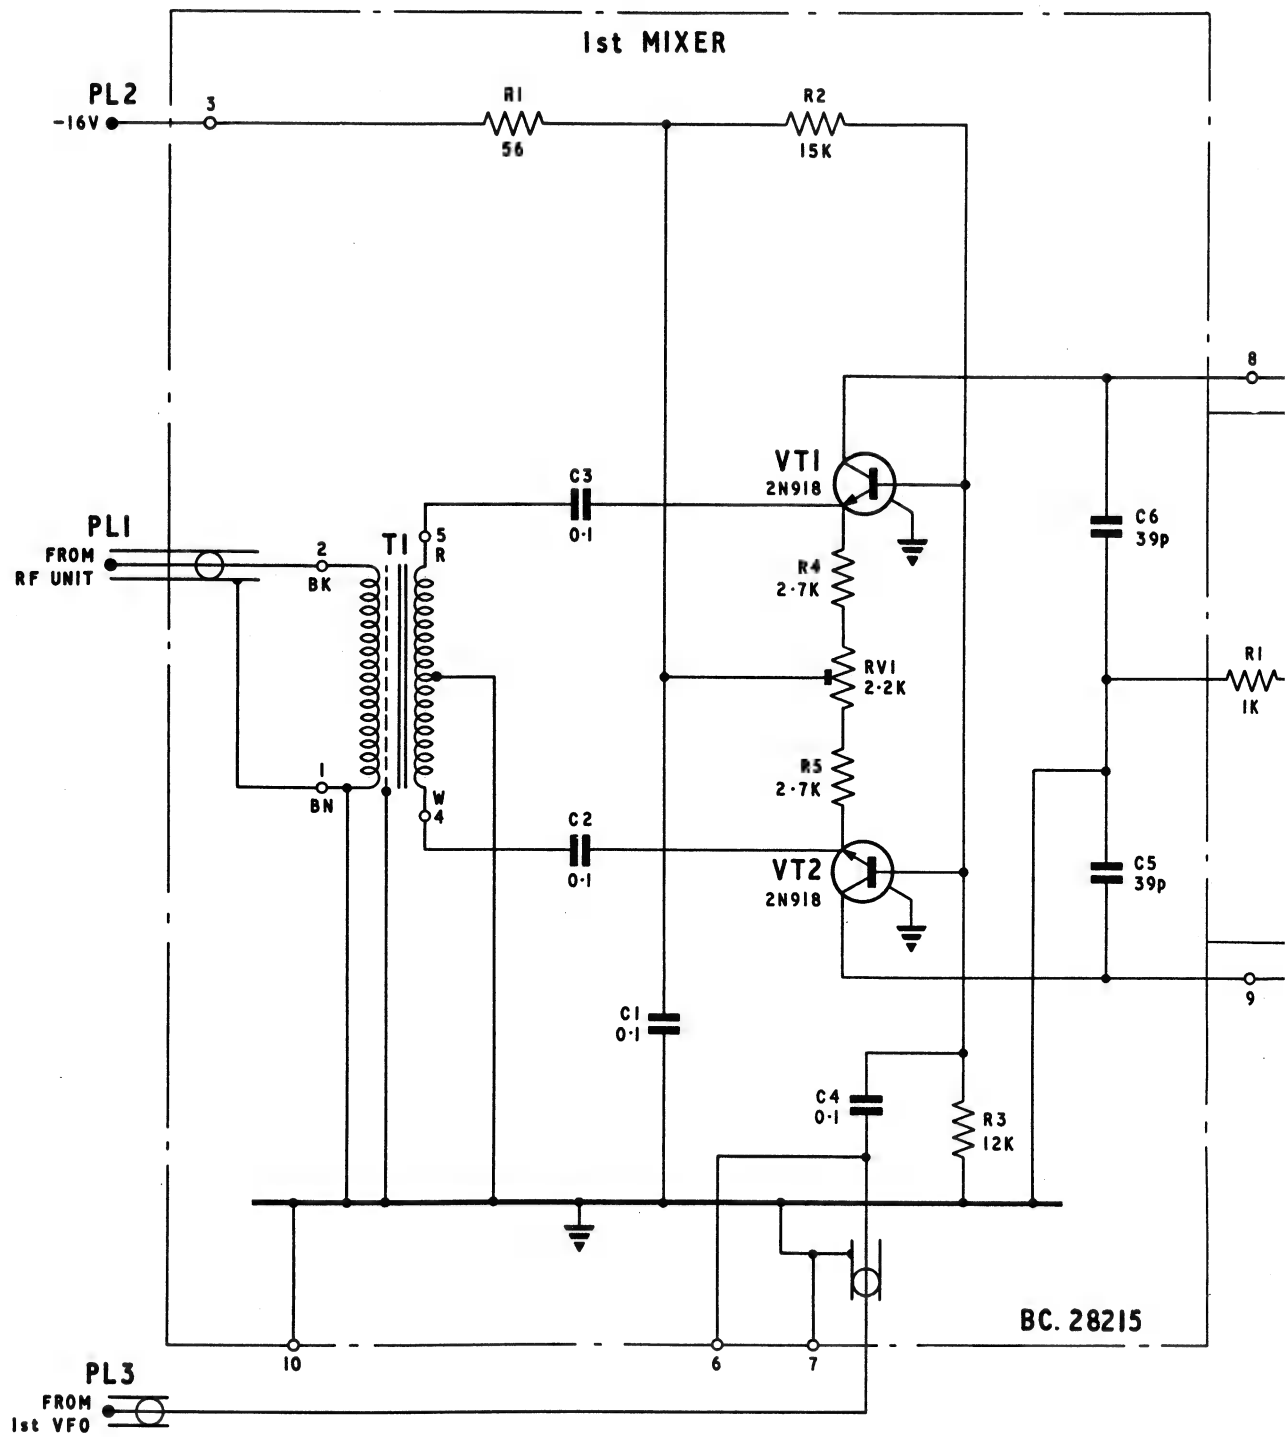 1st MIXER
PL2
-16V
3
R1
56
R2
15K
8
VT1
2N918
C3
0·1
5
R
T1
PL1
FROM
RF UNIT
2
BK
C6
39p
R4
2·7K
RV1
2·2K
R1
1K
R5
2·7K
1
BN
W
4
C2
0·1
VT2
2N918
C5
39p
9
C1
0·1
C4
0·1
R3
12K
BC. 28215
10
6
7
PL3
FROM
1st VFO